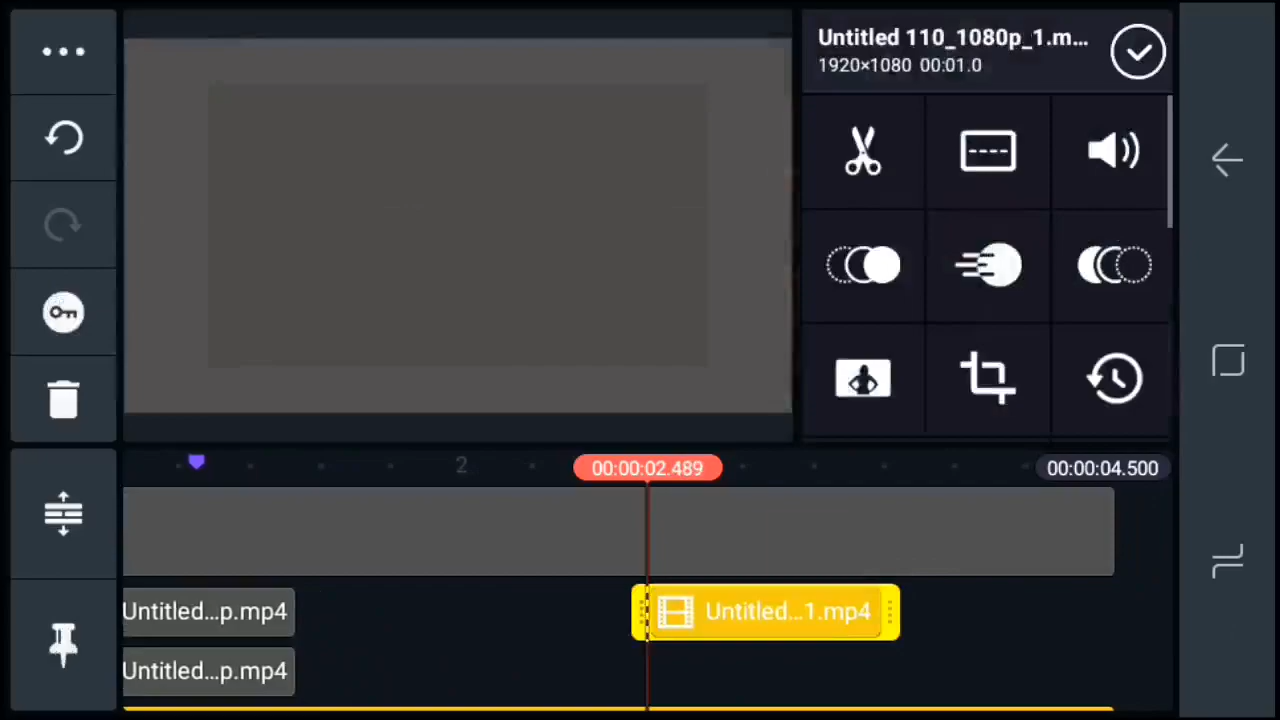 Untitled 110_1080p_1.m...
1920×1080 00:01.0
2
00:00:02.489
00:00:04.500
Untitled...p.mp4
Untitled...1.mp4
Untitled...p.mp4